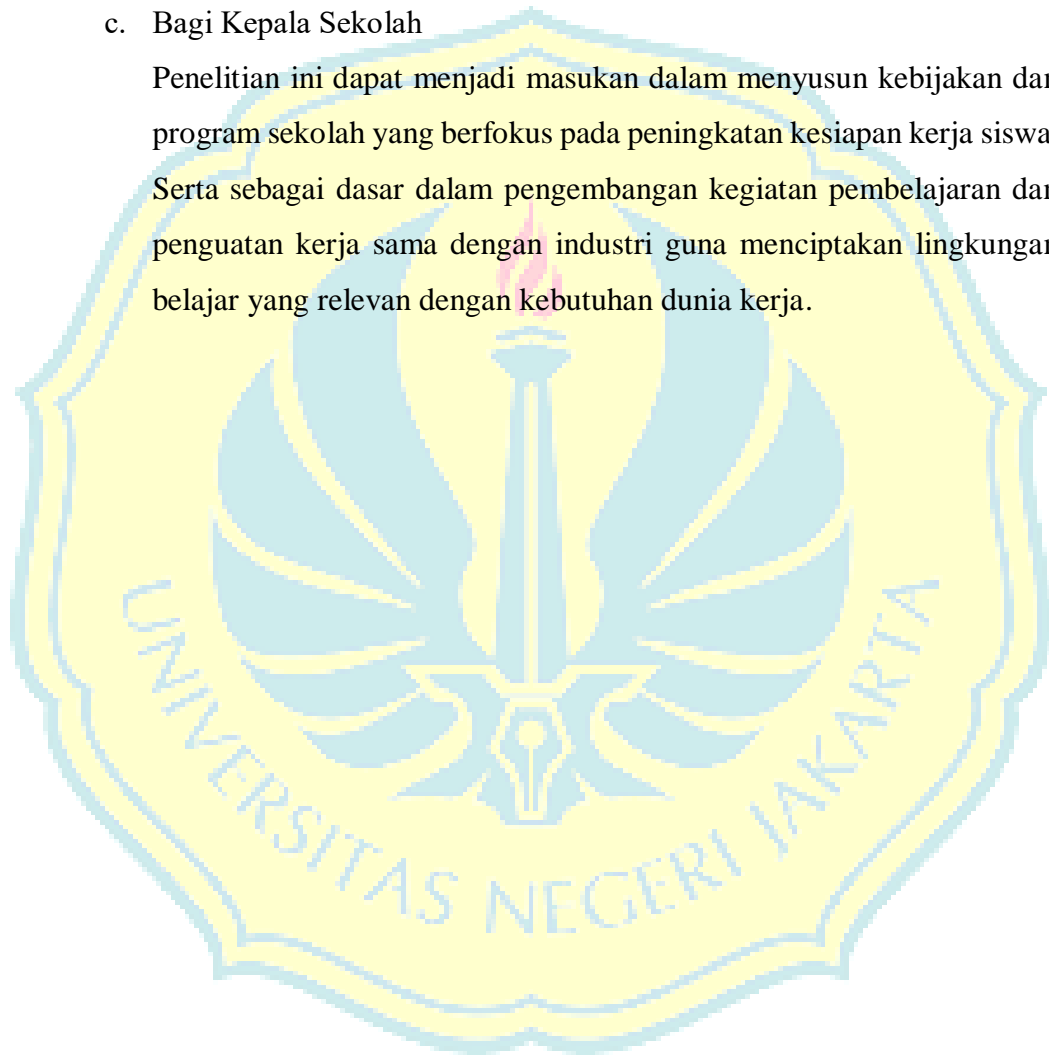 c. Bagi Kepala Sekolah
Penelitian ini dapat menjadi masukan dalam menyusun kebijakan dan
program sekolah yang berfokus pada peningkatan kesiapan kerja siswa
Serta sebagai dasar dalam pengembangan kegiatan pembelajaran dan
penguatan kerja sama dengan industri guna menciptakan lingkungan
belajar yang relevan dengan kebutuhan dunia kerja.
UNIVERSITAS NEGERI JAKARTA